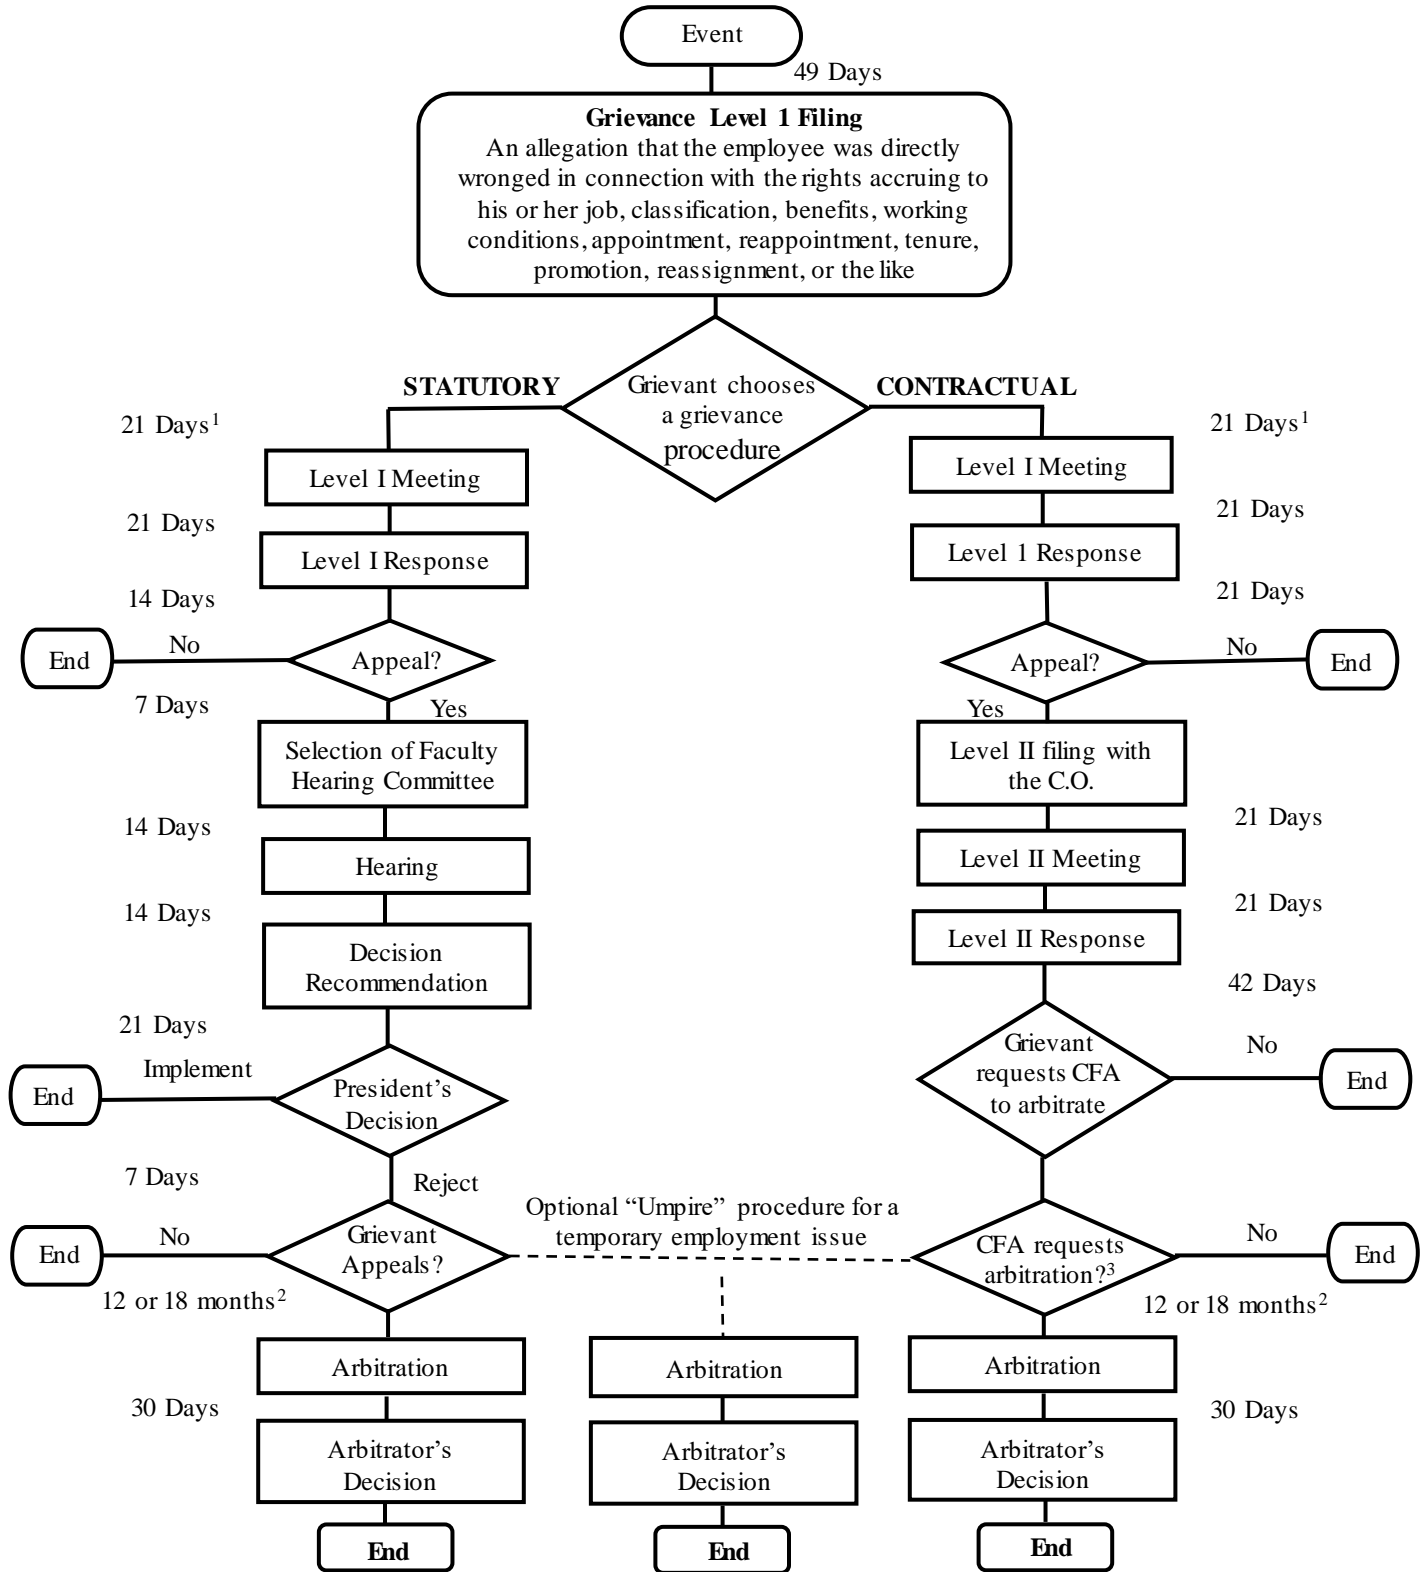 Event
49 Days
Grievance Level 1 Filing
An allegation that the employee was directly
wronged in connection with the rights accruing to
his or her job, classification, benefits, working
conditions, appointment, reappointment, tenure,
promotion, reassignment, or the like
Grievant chooses
a grievance
procedure
STATUTORY
21 Days¹
Level I Meeting
21 Days
Level I Response
14 Days
Appeal?
No
End
7 Days
Yes
Selection of Faculty
Hearing Committee
14 Days
Hearing
14 Days
Decision
Recommendation
21 Days
Implement
End
President’s
Decision
7 Days
Reject
No
End
Grievant
Appeals?
12 or 18 months²
Arbitration
30 Days
Arbitrator’s
Decision
End
Optional “Umpire” procedure for a
temporary employment issue
Arbitration
Arbitrator’s
Decision
End
CONTRACTUAL
21 Days¹
Level I Meeting
21 Days
Level 1 Response
21 Days
Appeal?
No
End
Yes
Level II filing with
the C.O.
21 Days
Level II Meeting
21 Days
Level II Response
42 Days
Grievant
requests CFA
to arbitrate
No
End
CFA requests
arbitration?³
No
End
12 or 18 months²
Arbitration
30 Days
Arbitrator’s
Decision
End